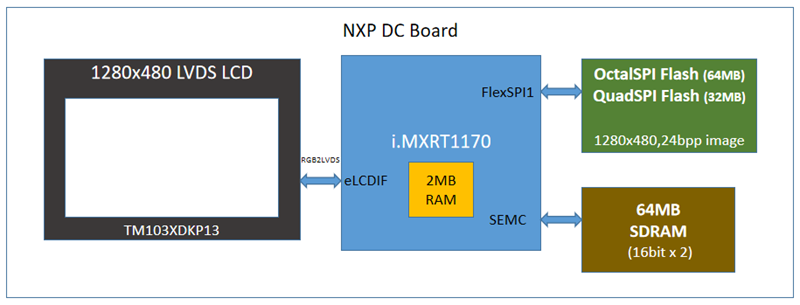 NXP DC Board
1280x480 LVDS LCD
TM103XDKP13
RGB2LVDS
eLCDIF
i.MXRT1170
2MB
RAM
FlexSPI1
SEMC
OctalSPI Flash (64MB)
QuadSPI Flash (32MB)
1280x480,24bpp image
64MB
SDRAM
(16bit x 2)